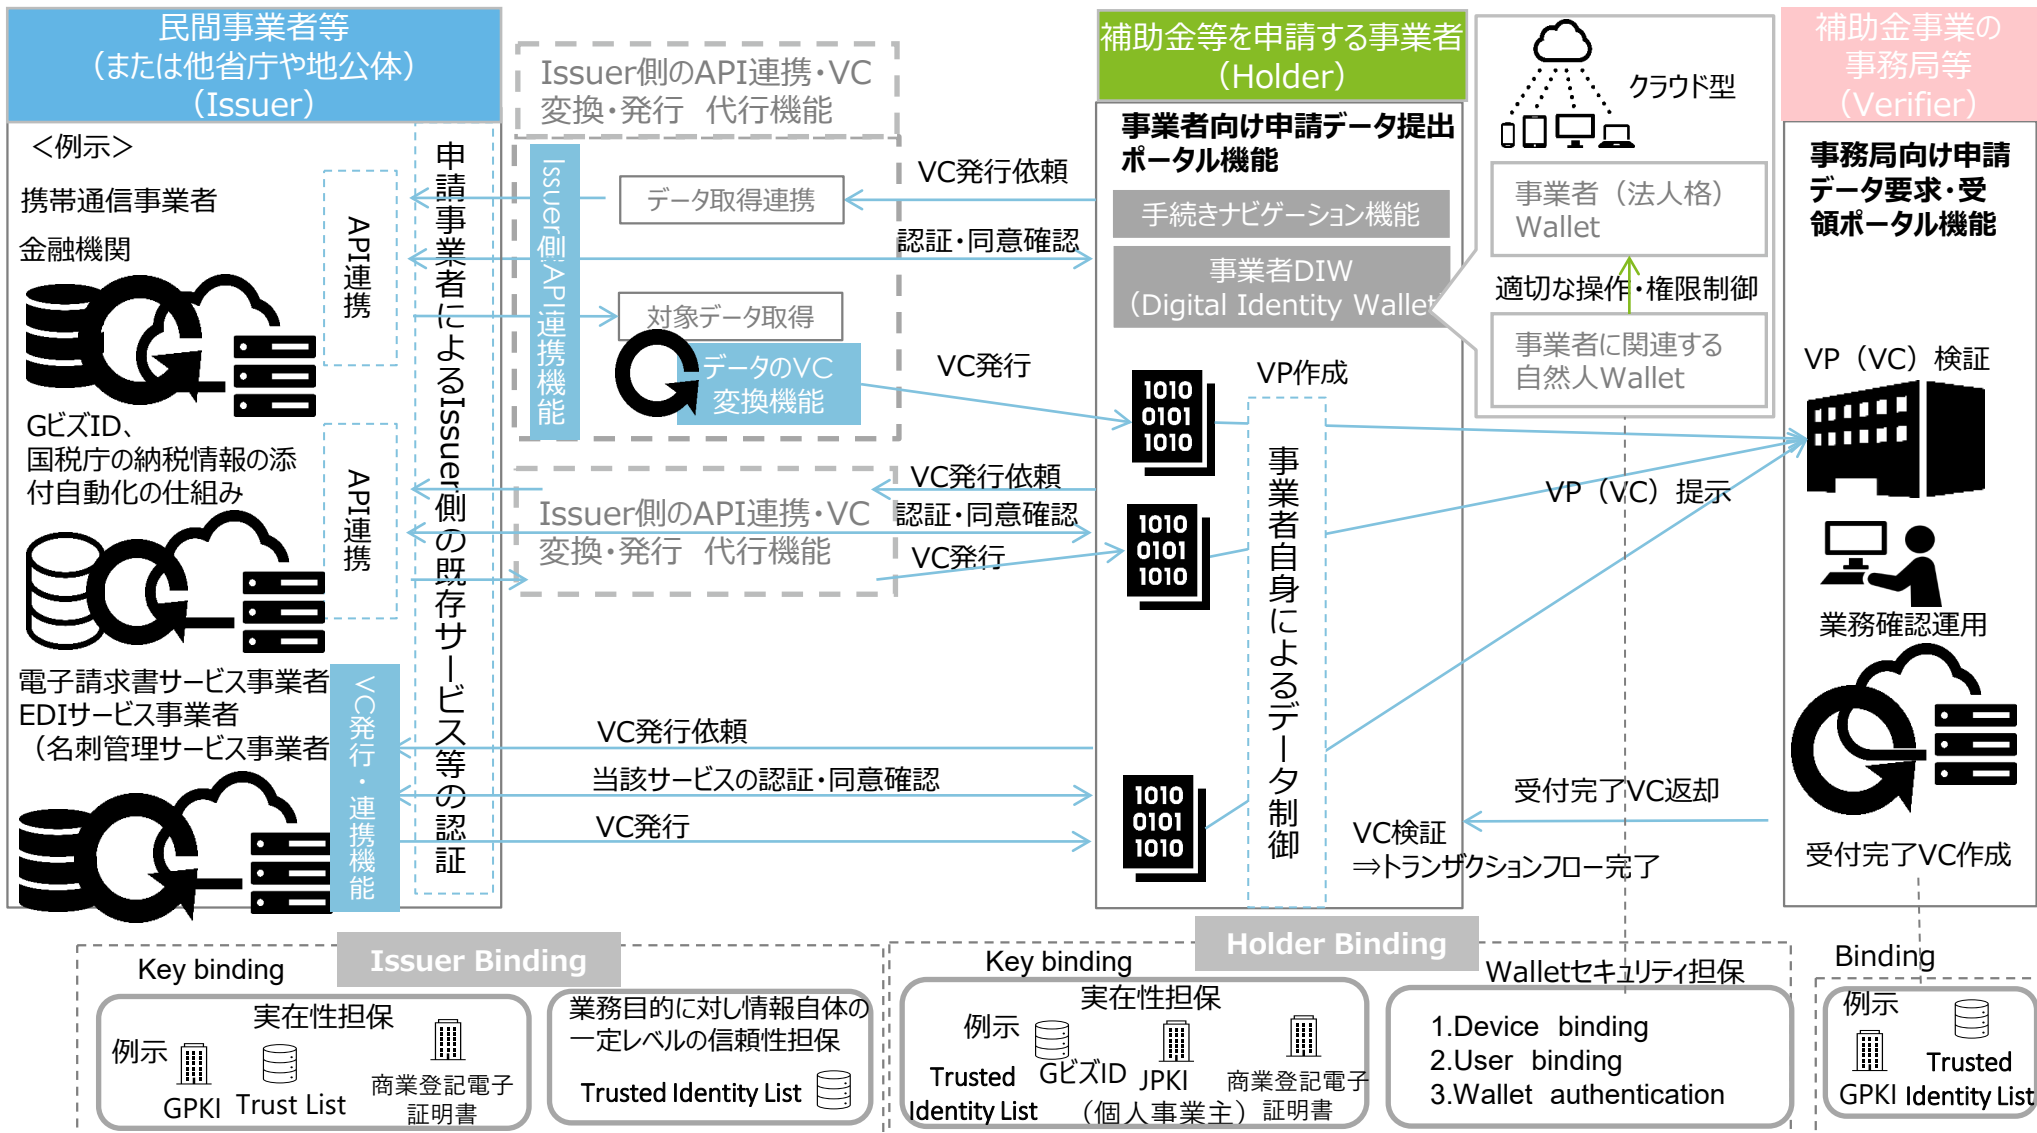 民間事業者等
（または他省庁や地公体）
（Issuer）
＜例示＞
携帯通信事業者
金融機関
API連携
Gビズ​ID、
国税庁の納税情報の添
付自動化の仕組み
API連携
電子請求書サービス事業者
EDIサービス事業者
（名刺管理サービス事業者
VC発行・連携機能
申請事業者によるIssuer側の既存サービス等の認証
Issuer側のAPI連携・VC
変換・発行　代行機能
Issuer側API連携機能
データ取得連携
対象データ取得
データのVC
変換機能
Issuer側のAPI連携・VC
変換・発行　代行機能
VC発行依頼
認証・同意確認
VC発行
VC発行依頼
認証・同意確認
VC発行
VC発行依頼
当該サービスの認証・同意確認
VC発行
補助金等を申請する事業者
（Holder）
事業者向け申請データ提出
ポータル機能
手続きナビゲーション機能
事業者DIW
（Digital Identity Wallet
1010
0101
1010
1010
0101
1010
1010
0101
1010
VP作成
事業者自身によるデータ制御
クラウド型
事業者（法人格）
Wallet
適切な操作・権限制御
事業者に関連する
自然人Wallet
VP（VC）提示
受付完了VC返却
VC検証
⇒トランザクションフロー完了
補助金事業の
事務局等
（Verifier）
事務局向け申請
データ要求・受
領ポータル機能
VP（VC）検証
業務確認運用
受付完了VC作成
Issuer Binding
Key binding
実在性担保
例示
GPKI
Trust List
商業登記電子
証明書
業務目的に対し情報自体の
一定レベルの信頼性担保
Trusted Identity List
Holder Binding
Key binding
実在性担保
例示
Trusted
Identity List
GビズID
JPKI
（個人事業主）
商業登記電子
証明書
Walletセキュリティ担保
1.Device binding
2.User binding
3.Wallet authentication
Binding
例示
GPKI
Trusted
Identity List